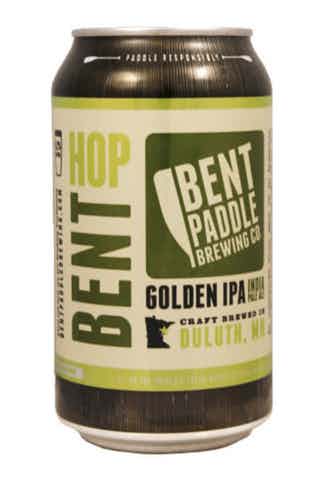 PADDLE RESPONSIBLY
BENT HOP
BENT
PADDLE
BREWING CO
GOLDEN IPA INDIA PALE ALE
CRAFT BREWED IN
DULUTH, MN